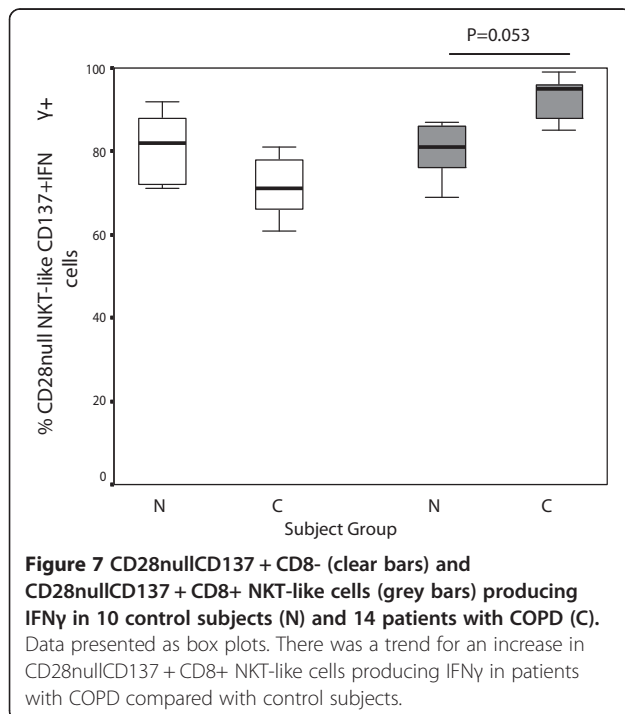 P=0.053
% CD28null NKT-like CD137+IFN γ+
cells
100
80
60
40
20
0
N
C
N
C
Subject Group
Figure 7 CD28nullCD137 + CD8- (clear bars) and
CD28nullCD137 + CD8+ NKT-like cells (grey bars) producing
IFNγ in 10 control subjects (N) and 14 patients with COPD (C).
Data presented as box plots. There was a trend for an increase in
CD28nullCD137 + CD8+ NKT-like cells producing IFNγ in patients
with COPD compared with control subjects.